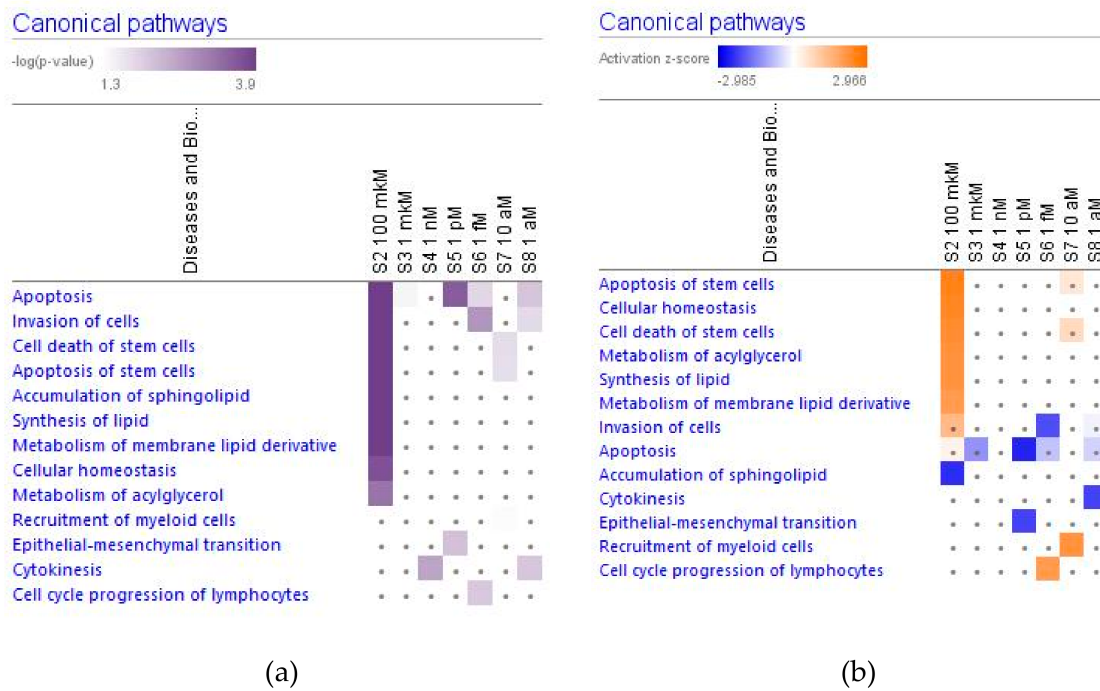 Canonical pathways
-log(p-value)
1.3 3.9
Diseases and Bio...
S2 100 mkM
S3 1 mkM
S4 1 nM
S5 1 pM
S6 1 fM
S7 10 aM
S8 1 aM
Apoptosis
Invasion of cells
Cell death of stem cells
Apoptosis of stem cells
Accumulation of sphingolipid
Synthesis of lipid
Metabolism of membrane lipid derivative
Cellular homeostasis
Metabolism of acylglycerol
Recruitment of myeloid cells
Epithelial-mesenchymal transition
Cytokinesis
Cell cycle progression of lymphocytes
(a)
Canonical pathways
Activation z-score
-2.985 2.966
Diseases and Bio...
S2 100 mkM
S3 1 mkM
S4 1 nM
S5 1 pM
S6 1 fM
S7 10 aM
S8 1 aM
Apoptosis of stem cells
Cellular homeostasis
Cell death of stem cells
Metabolism of acylglycerol
Synthesis of lipid
Metabolism of membrane lipid derivative
Invasion of cells
Apoptosis
Accumulation of sphingolipid
Cytokinesis
Epithelial-mesenchymal transition
Recruitment of myeloid cells
Cell cycle progression of lymphocytes
(b)